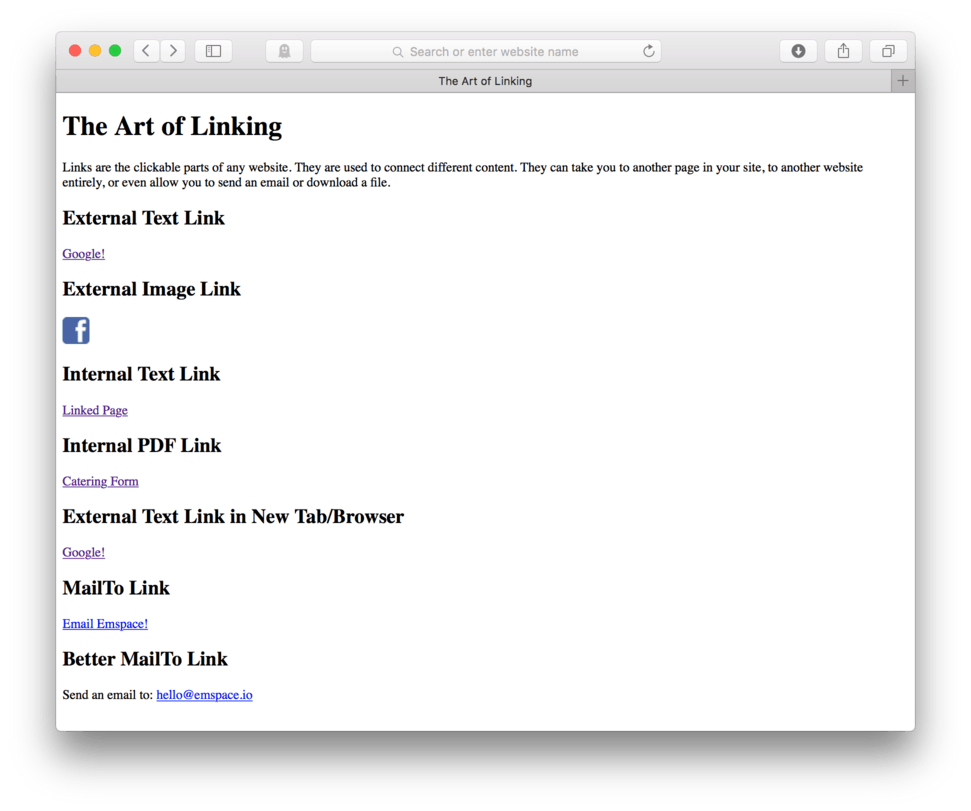 Search or enter website name
The Art of Linking
The Art of Linking
Links are the clickable parts of any website. They are used to connect different content. They can take you to another page in your site, to another website
entirely, or even allow you to send an email or download a file.
External Text Link
Google!
External Image Link
f
Internal Text Link
Linked Page
Internal PDF Link
Catering Form
External Text Link in New Tab/Browser
Google!
MailTo Link
Email Emspace!
Better MailTo Link
Send an email to: hello@emspace.io